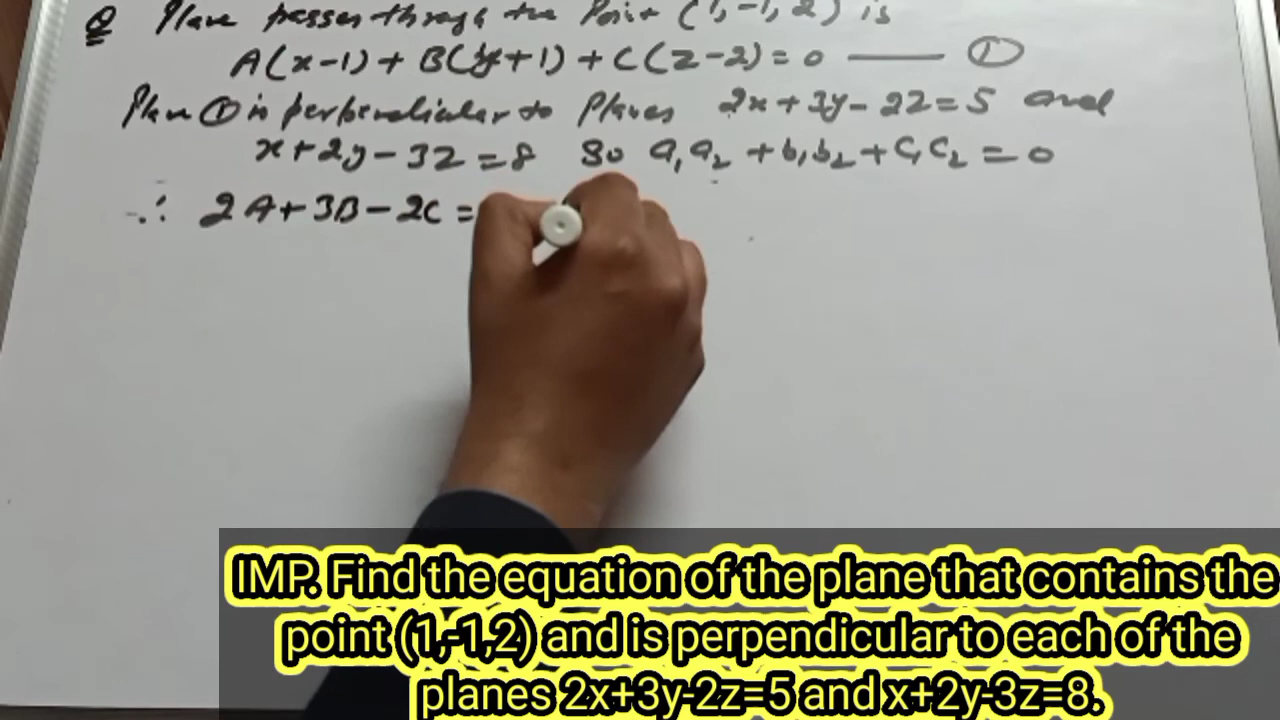 Q Plane passes through the Point (1,-1,2) is
A(x-1) + B(y+1) + C(z-2) = 0 —— ①
Plane ① is perpendicular to Planes 2x+3y-2z=5 and
x+2y-3z=8 So a₁a₂ + b₁b₂ + c₁c₂ = 0
∴ 2A+3B-2C =
IMP. Find the equation of the plane that contains the
point (1,-1,2) and is perpendicular to each of the
planes 2x+3y-2z=5 and x+2y-3z=8.